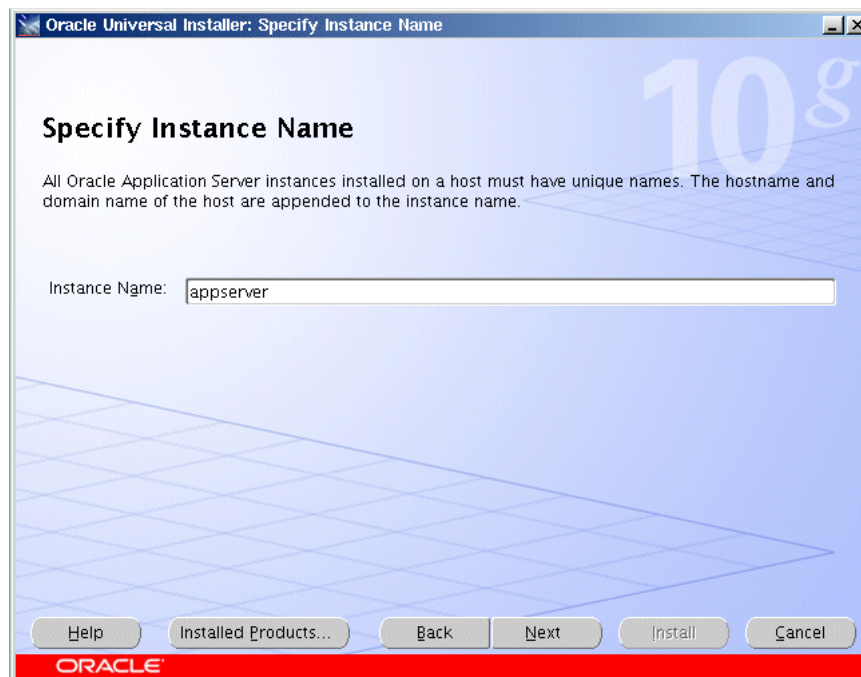 Oracle Universal Installer: Specify Instance Name
10g
Specify Instance Name
All Oracle Application Server instances installed on a host must have unique names. The hostname and
domain name of the host are appended to the instance name.
Instance Name: appserver
Help Installed Products... Back Next Install Cancel
ORACLE